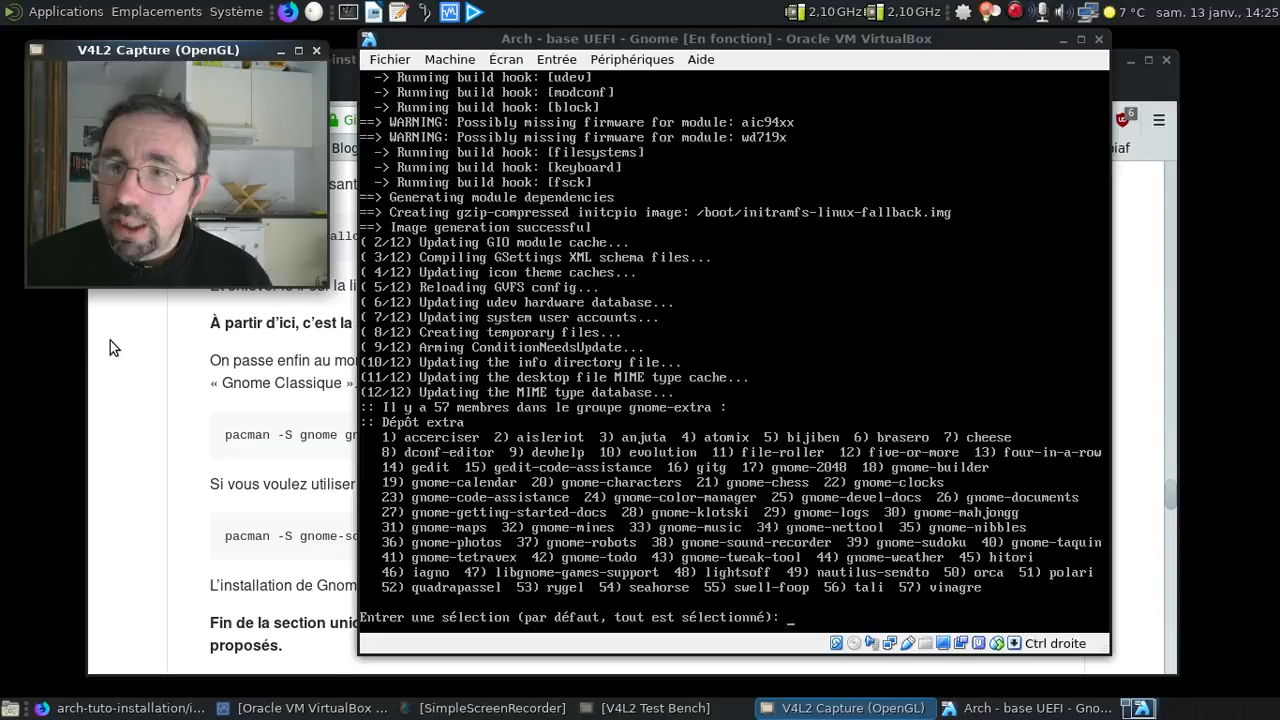 Applications Emplacements Système
2,10 GHz 2,10 GHz 7 °C sam. 13 janv., 14:25
V4L2 Capture (OpenGL)
Arch - base UEFI - Gnome [En fonction] - Oracle VM VirtualBox
Fichier Machine Écran Entrée Périphériques Aide
-> Running build hook: [udev]
-> Running build hook: [modconf]
-> Running build hook: [block]
==> WARNING: Possibly missing firmware for module: aic94xx
==> WARNING: Possibly missing firmware for module: wd719x
-> Running build hook: [filesystems]
-> Running build hook: [keyboard]
-> Running build hook: [fsck]
==> Generating module dependencies
==> Creating gzip-compressed initcpio image: /boot/initramfs-linux-fallback.img
==> Image generation successful
( 2/12) Updating GIO module cache...
( 3/12) Compiling GSettings XML schema files...
( 4/12) Updating icon theme caches...
( 5/12) Reloading GVFS config...
( 6/12) Updating udev hardware database...
( 7/12) Updating system user accounts...
( 8/12) Creating temporary files...
( 9/12) Arming ConditionNeedsUpdate...
(10/12) Updating the info directory file...
(11/12) Updating the desktop file MIME type cache...
(12/12) Updating the MIME type database...
:: Il y a 57 membres dans le groupe gnome-extra :
:: Dépôt extra
1) accerciser 2) aisleriot 3) anjuta 4) atomix 5) bijiben 6) brasero 7) cheese
8) dconf-editor 9) devhelp 10) evolution 11) file-roller 12) five-or-more 13) four-in-a-row
14) gedit 15) gedit-code-assistance 16) gitg 17) gnome-2048 18) gnome-builder
19) gnome-calendar 20) gnome-characters 21) gnome-chess 22) gnome-clocks
23) gnome-code-assistance 24) gnome-color-manager 25) gnome-devel-docs 26) gnome-documents
27) gnome-getting-started-docs 28) gnome-klotski 29) gnome-logs 30) gnome-mahjongg
31) gnome-maps 32) gnome-mines 33) gnome-music 34) gnome-nettool 35) gnome-nibbles
36) gnome-photos 37) gnome-robots 38) gnome-sound-recorder 39) gnome-sudoku 40) gnome-taquin
41) gnome-tetravex 42) gnome-todo 43) gnome-tweak-tool 44) gnome-weather 45) hitori
46) iagno 47) libgnome-games-support 48) lightsoff 49) nautilus-sendto 50) orca 51) polari
52) quadrapassel 53) rygel 54) seahorse 55) swell-foop 56) tali 57) vinagre
Entrer une sélection (par défaut, tout est sélectionné): _
Ctrl droite
-inst
Gi
Blog
6
piaf
sant
allo
sur la li
À partir d’ici, c’est la
On passe enfin au mo
« Gnome Classique ».
pacman -S gnome gn
Si vous voulez utiliser
pacman -S gnome-sc
L’installation de Gnom
Fin de la section uni
proposés.
arch-tuto-installation/i... [Oracle VM VirtualBox ... [SimpleScreenRecorder] [V4L2 Test Bench] V4L2 Capture (OpenGL) Arch - base UEFI - Gno...